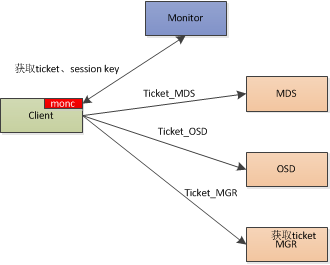 Monitor
获取ticket、session key
monc
Client
Ticket_MDS
MDS
Ticket_OSD
OSD
Ticket_MGR
获取ticket
MGR